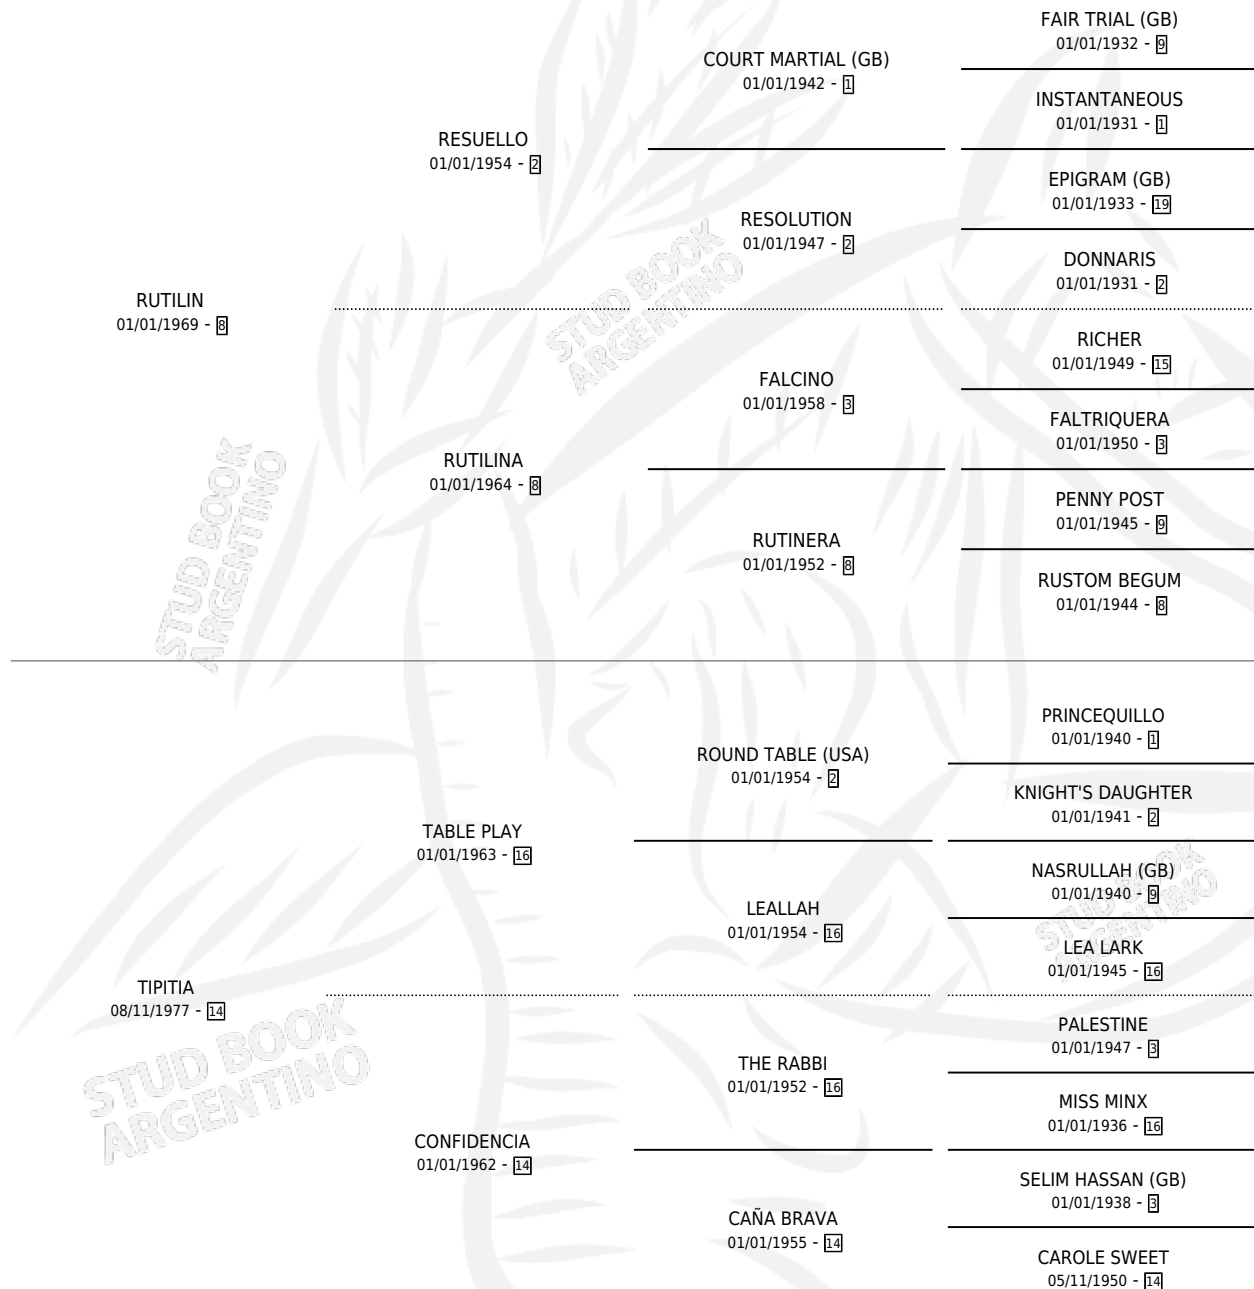 FAIR TRIAL (GB)
01/01/1932 - 9
COURT MARTIAL (GB)
01/01/1942 - 1
INSTANTANEOUS
01/01/1931 - 1
RESUELLO
01/01/1954 - 2
EPIGRAM (GB)
01/01/1933 - 19
RESOLUTION
01/01/1947 - 2
DONNARIS
01/01/1931 - 2
RUTILIN
01/01/1969 - 8
RICHER
01/01/1949 - 15
FALCINO
01/01/1958 - 3
FALTRIQUERA
01/01/1950 - 3
RUTILINA
01/01/1964 - 8
PENNY POST
01/01/1945 - 9
RUTINERA
01/01/1952 - 8
RUSTOM BEGUM
01/01/1944 - 8
PRINCEQUILLO
01/01/1940 - 1
ROUND TABLE (USA)
01/01/1954 - 2
KNIGHT'S DAUGHTER
01/01/1941 - 2
TABLE PLAY
01/01/1963 - 16
NASRULLAH (GB)
01/01/1940 - 9
LEALLAH
01/01/1954 - 16
LEA LARK
01/01/1945 - 16
TIPITIA
08/11/1977 - 14
PALESTINE
01/01/1947 - 3
THE RABBI
01/01/1952 - 16
MISS MINX
01/01/1936 - 16
CONFIDENCIA
01/01/1962 - 14
SELIM HASSAN (GB)
01/01/1938 - 3
CAÑA BRAVA
01/01/1955 - 14
CAROLE SWEET
05/11/1950 - 14
STUD BOOK
ARGENTINO
STUD BOOK
ARGENTINO
STUD BOOK
ARGENTINO
STUD BOOK
ARGENTINO